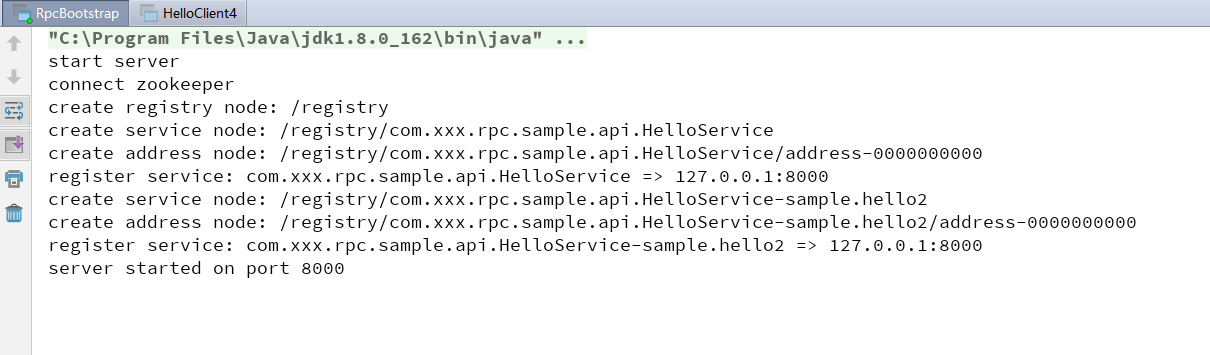 RpcBootstrap HelloClient4
"C:\Program Files\Java\jdk1.8.0_162\bin\java" ...
start server
connect zookeeper
create registry node: /registry
create service node: /registry/com.xxx.rpc.sample.api.HelloService
create address node: /registry/com.xxx.rpc.sample.api.HelloService/address-0000000000
register service: com.xxx.rpc.sample.api.HelloService => 127.0.0.1:8000
create service node: /registry/com.xxx.rpc.sample.api.HelloService-sample.hello2
create address node: /registry/com.xxx.rpc.sample.api.HelloService-sample.hello2/address-0000000000
register service: com.xxx.rpc.sample.api.HelloService-sample.hello2 => 127.0.0.1:8000
server started on port 8000